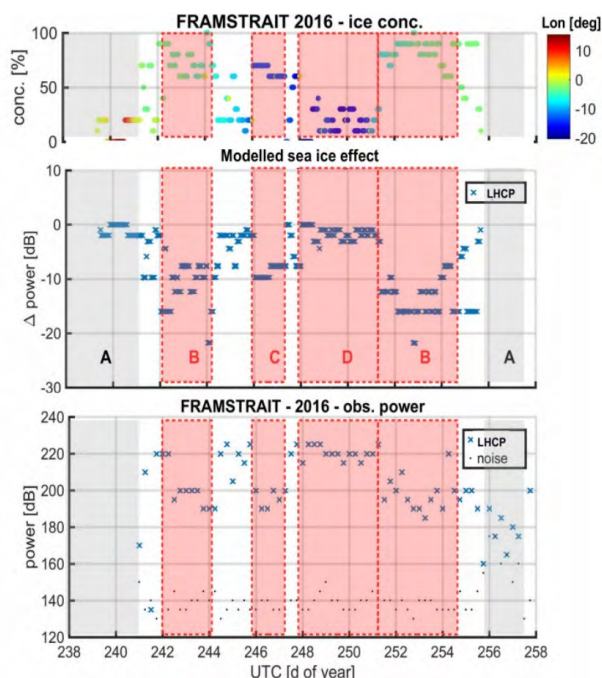 FRAMSTRAIT 2016 - ice conc.
Lon [deg]
conc. [%]
100
50
0
10
0
-10
-20
Modelled sea ice effect
Δ power [dB]
10
0
-10
-20
-30
LHCP
A
B
C
D
B
A
FRAMSTRAIT - 2016 - obs. power
power [dB]
240
220
200
180
160
140
120
LHCP
noise
238 240 242 244 246 248 250 252 254 256 258
UTC [d of year]